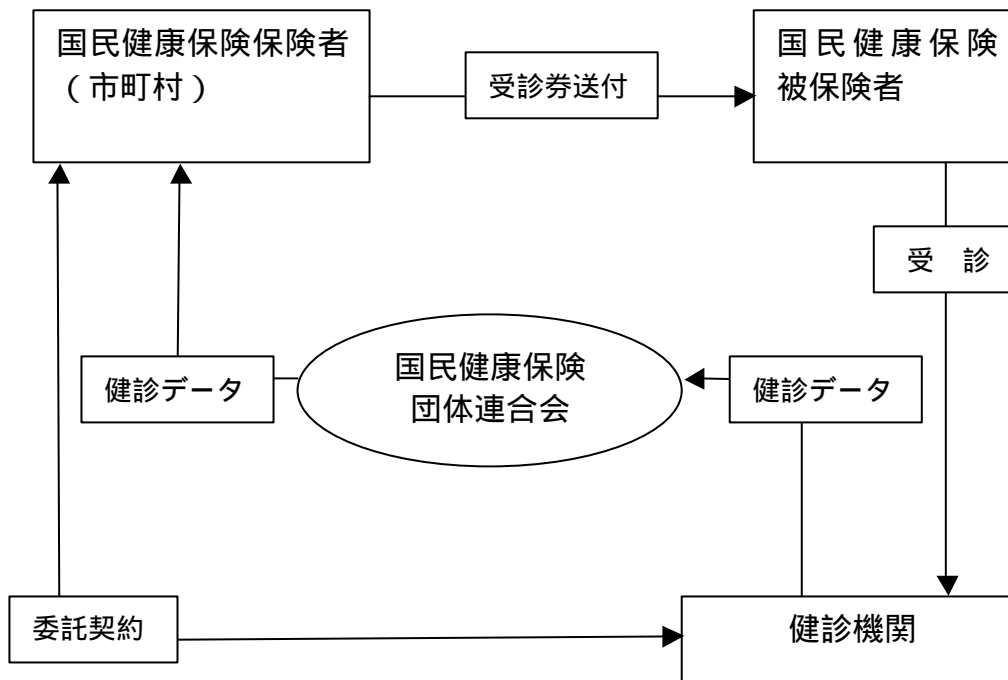 国民健康保険保険者
（市町村）
受診券送付
国民健康保険
被保険者
受　診
健診データ
国民健康保険
団体連合会
健診データ
委託契約
健診機関